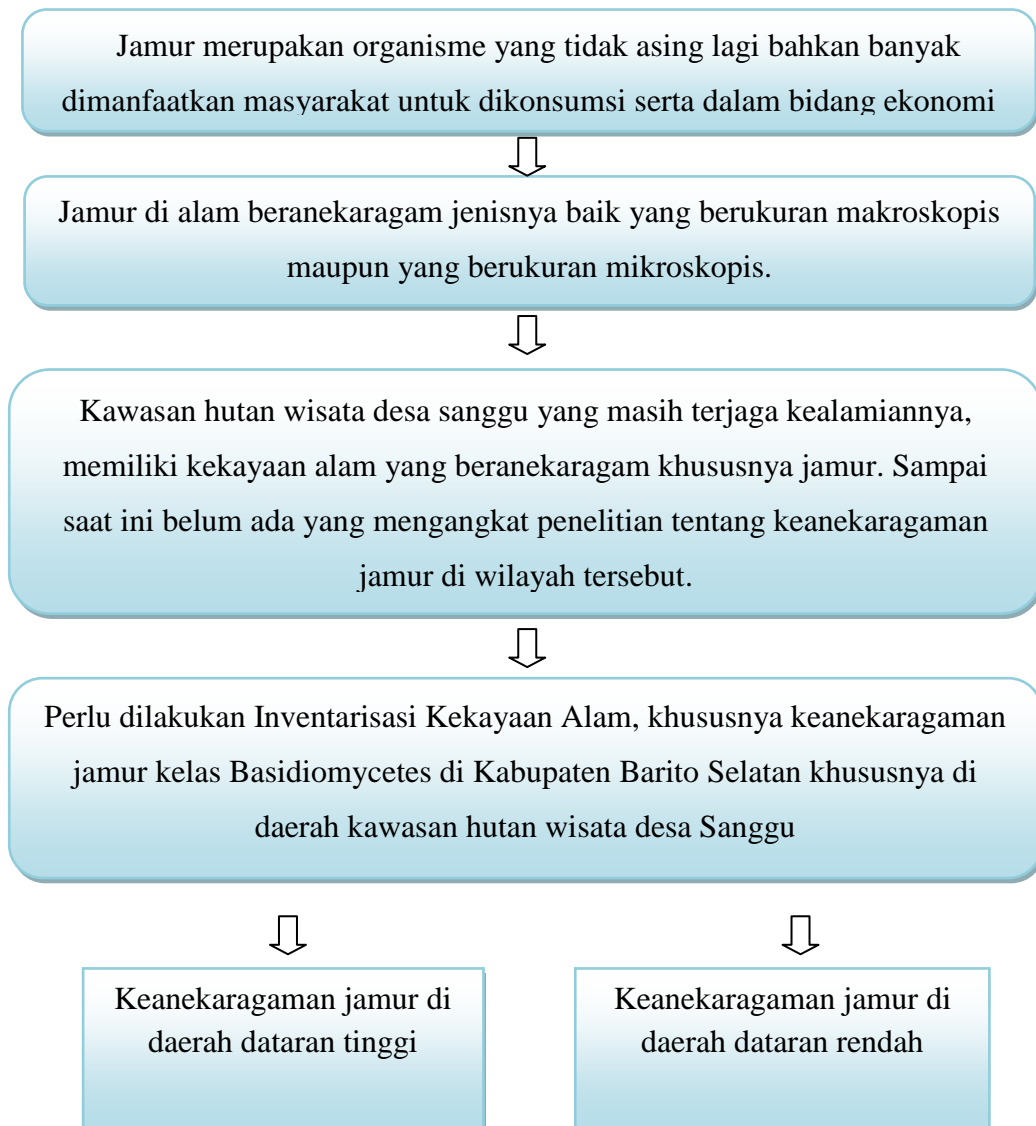 Jamur merupakan organisme yang tidak asing lagi bahkan banyak
dimanfaatkan masyarakat untuk dikonsumsi serta dalam bidang ekonomi
Jamur di alam beranekaragam jenisnya baik yang berukuran makroskopis
maupun yang berukuran mikroskopis.
Kawasan hutan wisata desa sanggu yang masih terjaga kealamiannya,
memiliki kekayaan alam yang beranekaragam khususnya jamur. Sampai
saat ini belum ada yang mengangkat penelitian tentang keanekaragaman
jamur di wilayah tersebut.
Perlu dilakukan Inventarisasi Kekayaan Alam, khususnya keanekaragaman
jamur kelas Basidiomycetes di Kabupaten Barito Selatan khususnya di
daerah kawasan hutan wisata desa Sanggu
Keanekaragaman jamur di
daerah dataran tinggi
Keanekaragaman jamur di
daerah dataran rendah